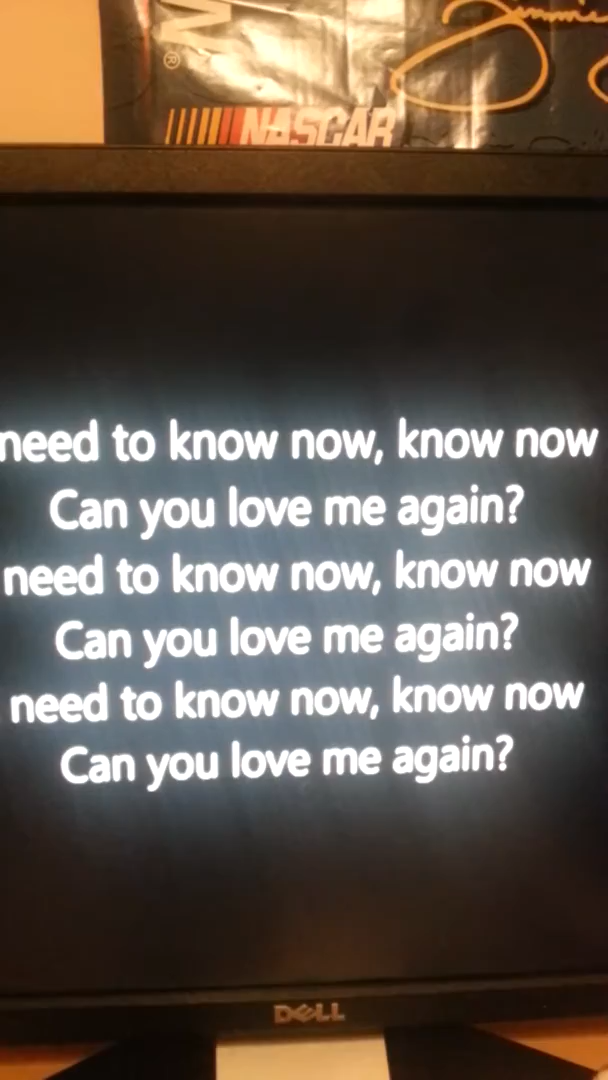 N
®
Jimmie
NASCAR
need to know now, know now
Can you love me again?
need to know now, know now
Can you love me again?
need to know now, know now
Can you love me again?
DELL